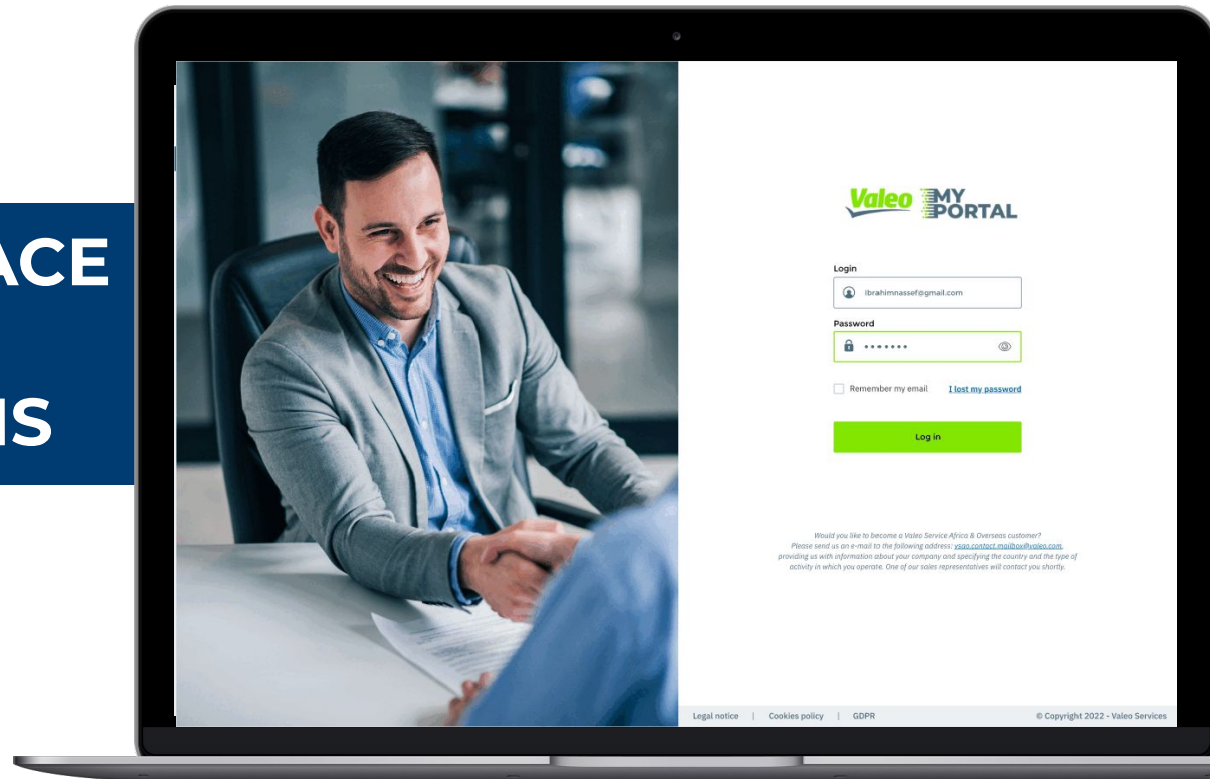 ACE
NS
Valeo MY
PORTAL
Login
Ibrahimnassef@gmail.com
Password
Remember my email I lost my password
Log in
Would you like to become a Valeo Service Africa & Overseas customer?
Please send us an e-mail to the following address: vsao.contact.mailbox@valeo.com,
providing us with information about your company and specifying the country and the type of
activity in which you operate. One of our sales representatives will contact you shortly.
Legal notice | Cookies policy | GDPR © Copyright 2022 - Valeo Services